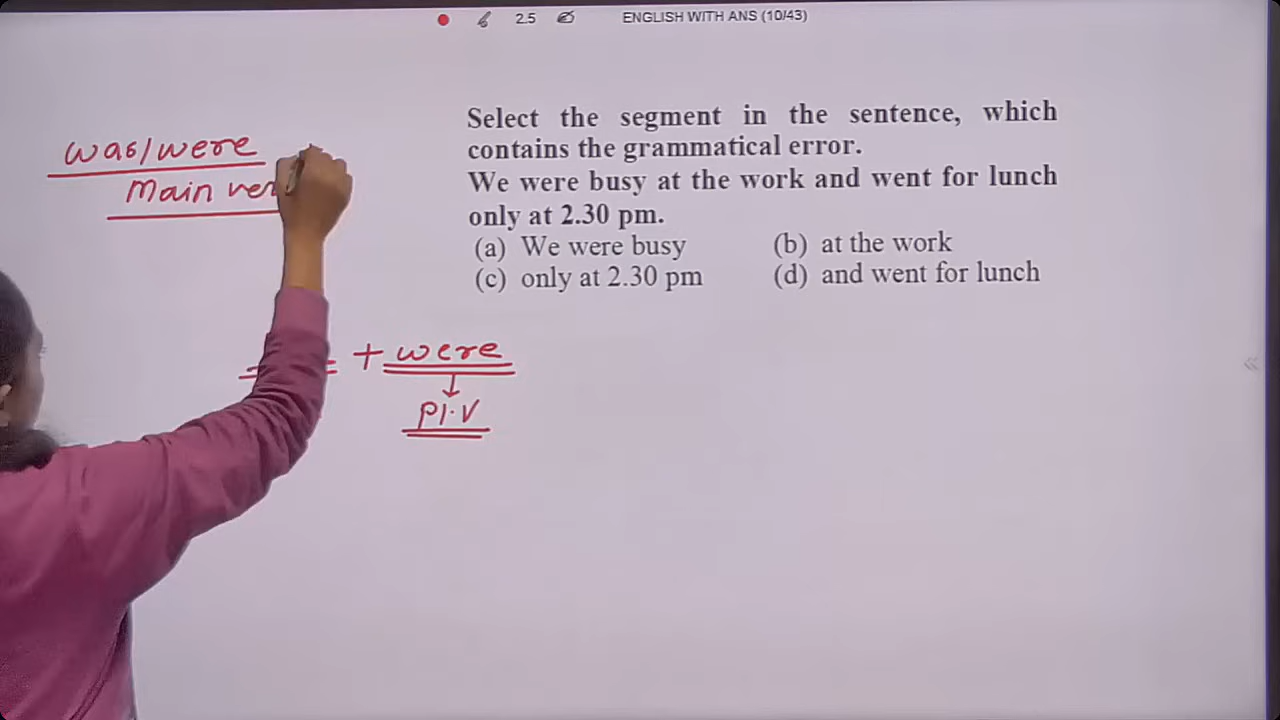 2.5 ENGLISH WITH ANS (10/43)
was/were
Main
Select the segment in the sentence, which
contains the grammatical error.
We were busy at the work and went for lunch
only at 2.30 pm.
(a) We were busy (b) at the work
(c) only at 2.30 pm (d) and went for lunch
+ were
Pl.V